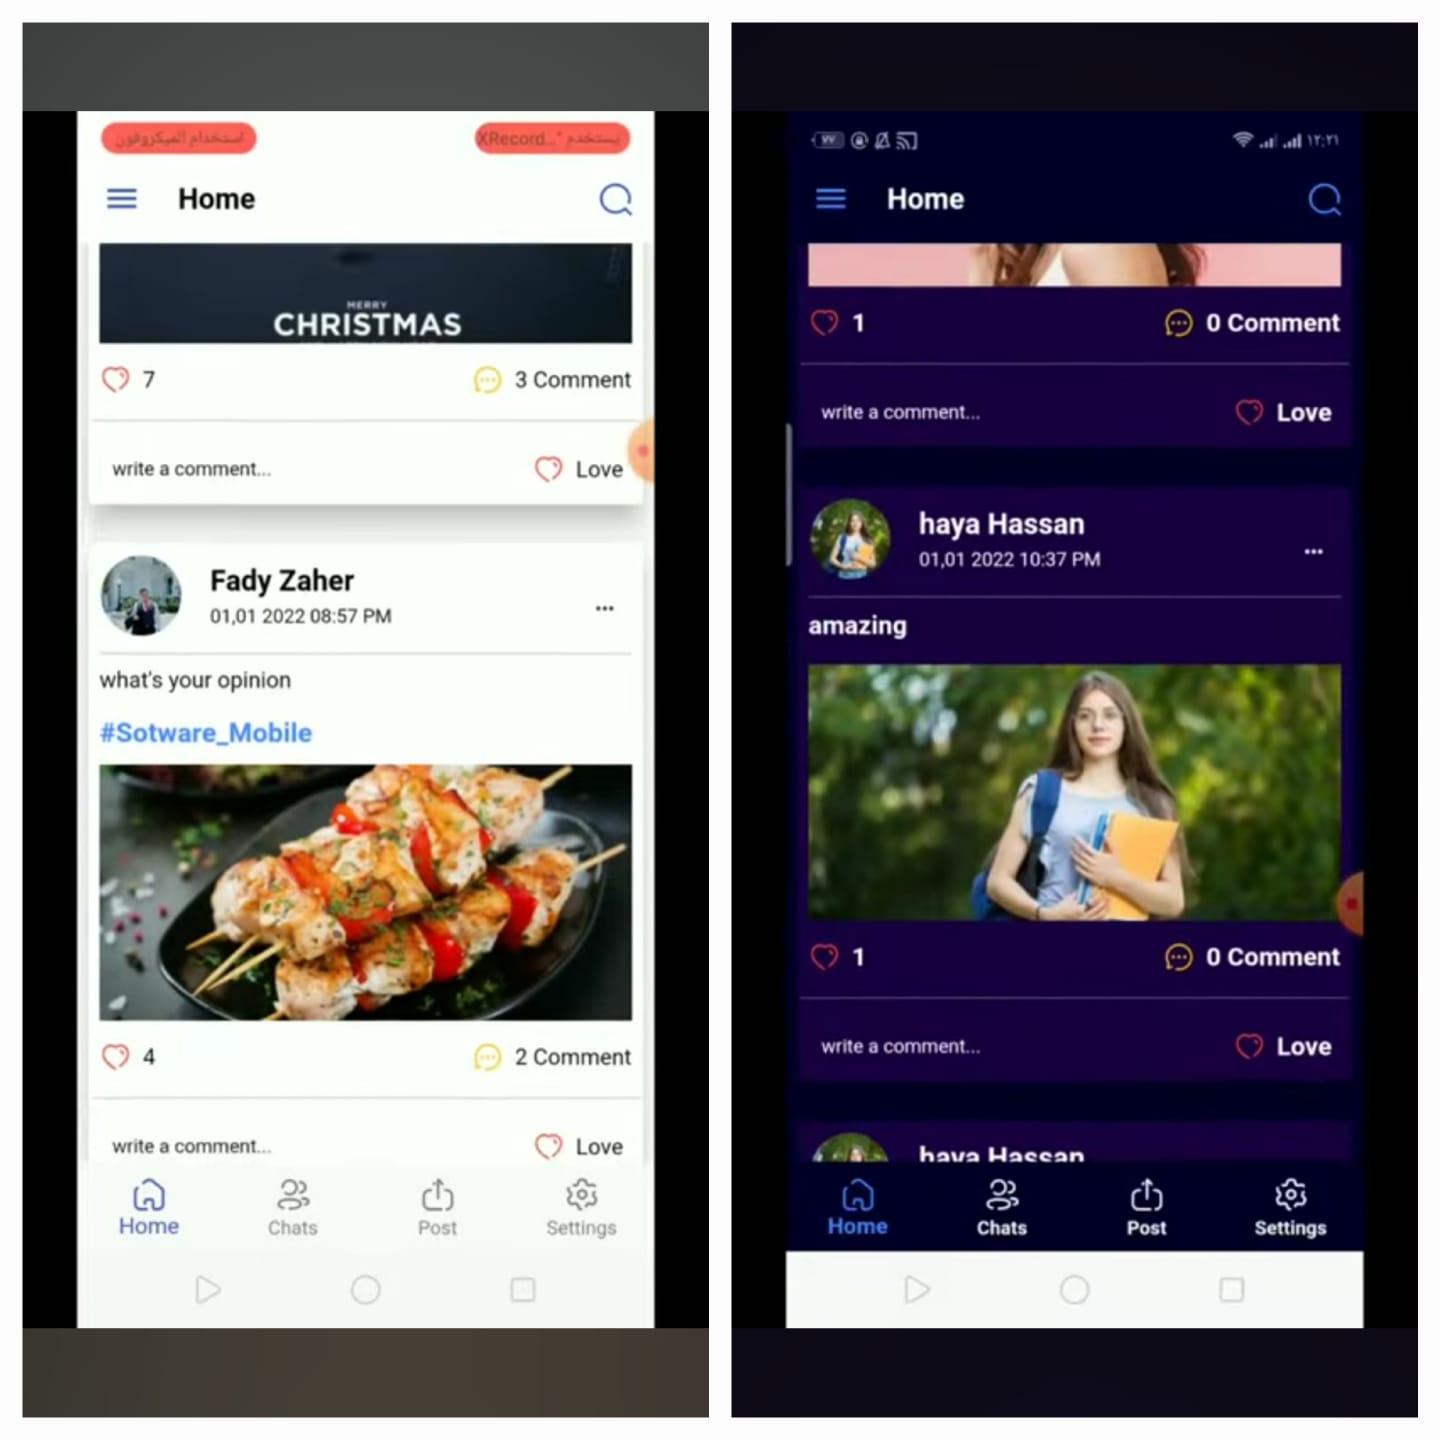 استخدام الميكروفون
يستخدم "...XRecord
Home
MERRY
CHRISTMAS
7
3 Comment
write a comment...
Love
Fady Zaher
01,01 2022 08:57 PM
what's your opinion
#Sotware_Mobile
4
2 Comment
write a comment...
Love
Home
Chats
Post
Settings
٧٧
١٢:٢١
Home
1
0 Comment
write a comment...
Love
haya Hassan
01,01 2022 10:37 PM
amazing
1
0 Comment
write a comment...
Love
haya Hassan
Home
Chats
Post
Settings